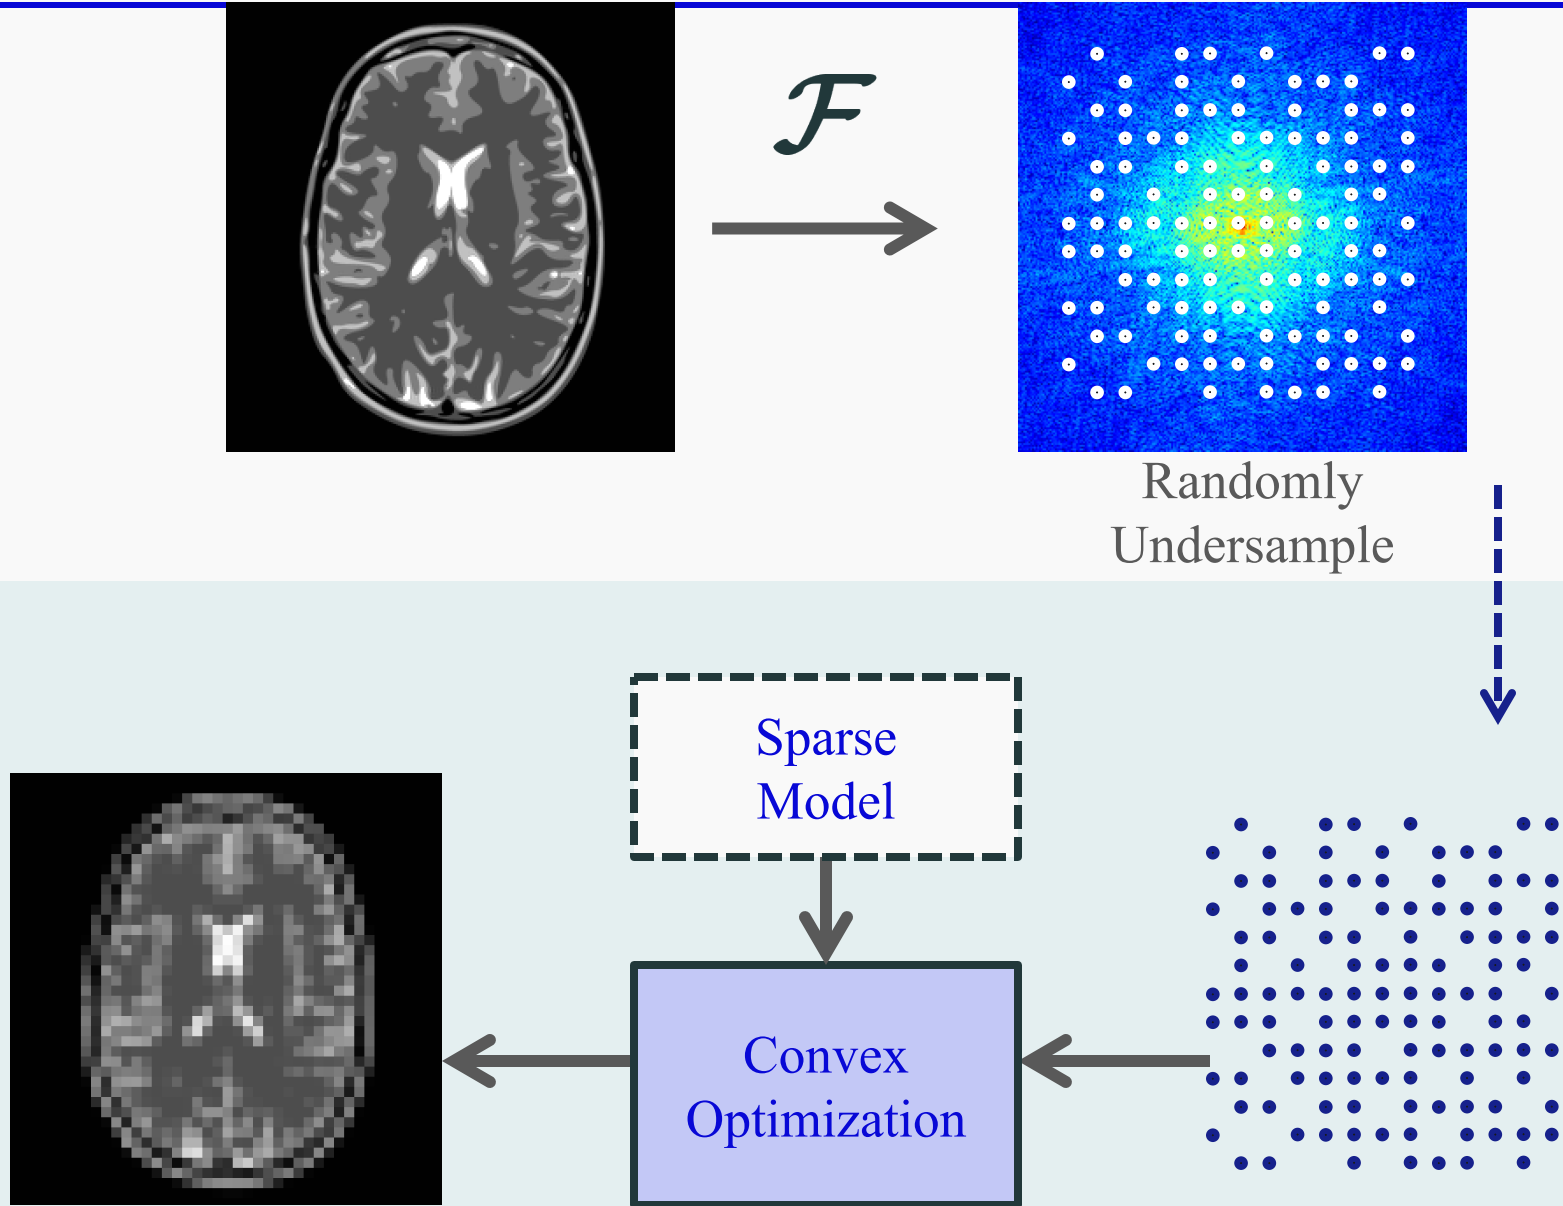 ℱ
Randomly
Undersample
Sparse
Model
Convex
Optimization